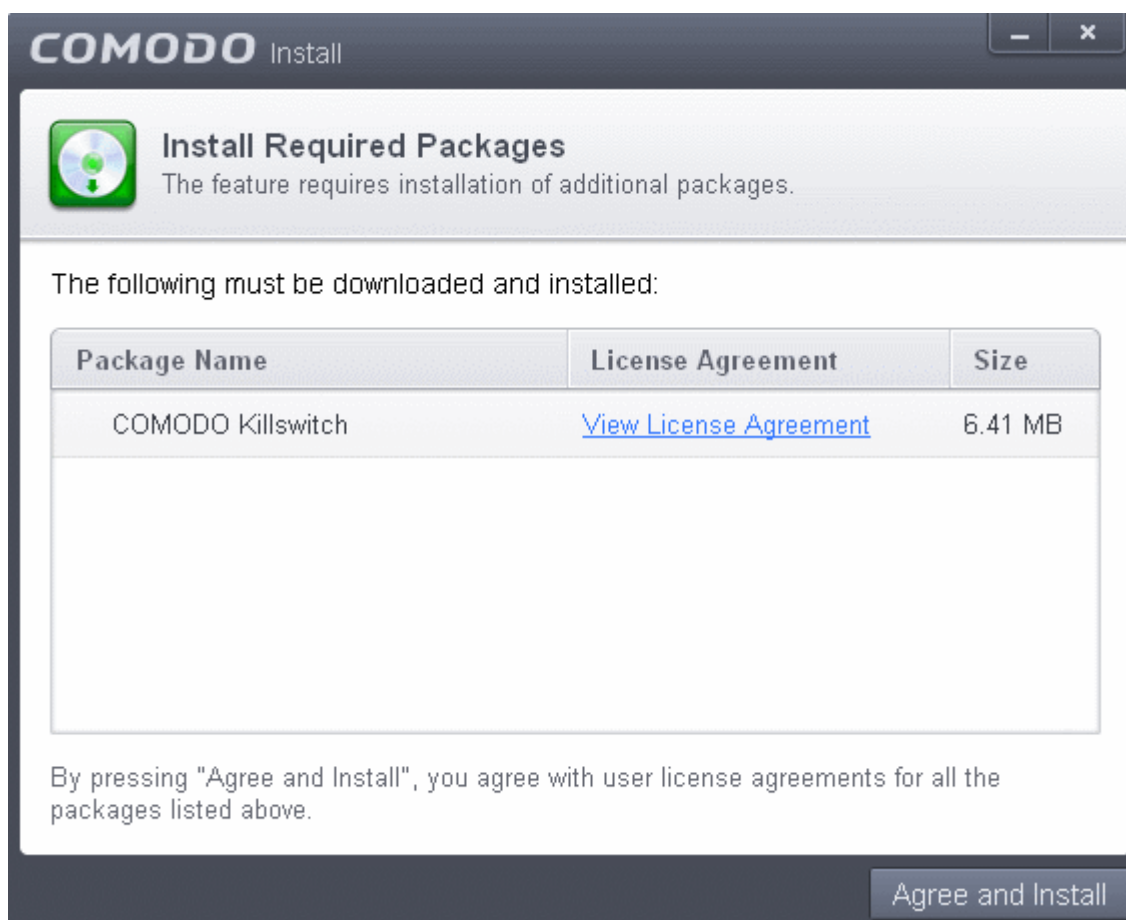 COMODO Install
Install Required Packages
The feature requires installation of additional packages.
The following must be downloaded and installed:
Package Name License Agreement Size
COMODO Killswitch View License Agreement 6.41 MB
By pressing "Agree and Install", you agree with user license agreements for all the
packages listed above.
Agree and Install